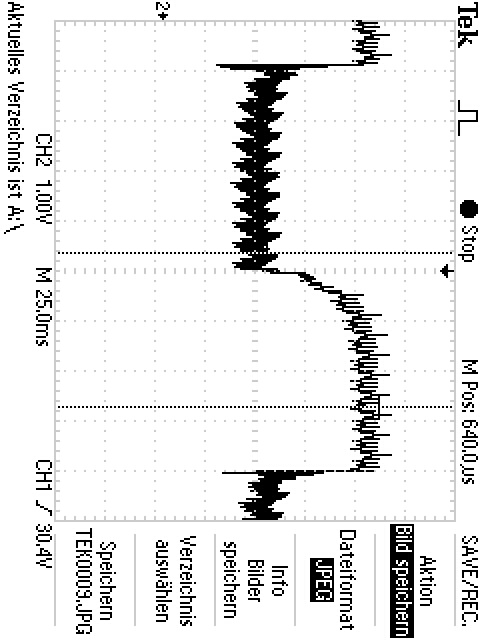 Tek
Stop
M Pos: 640.0µs
SAVE/REC.
Aktion
Bild speichern
Dateiformat
JPEG
Info
Bilder
speichern
Verzeichnis
auswählen
Speichern
TEK0009.JPG
2
CH2 1.00V
M 25.0ms
CH1 / 30.4V
Aktuelles Verzeichnis ist A:\